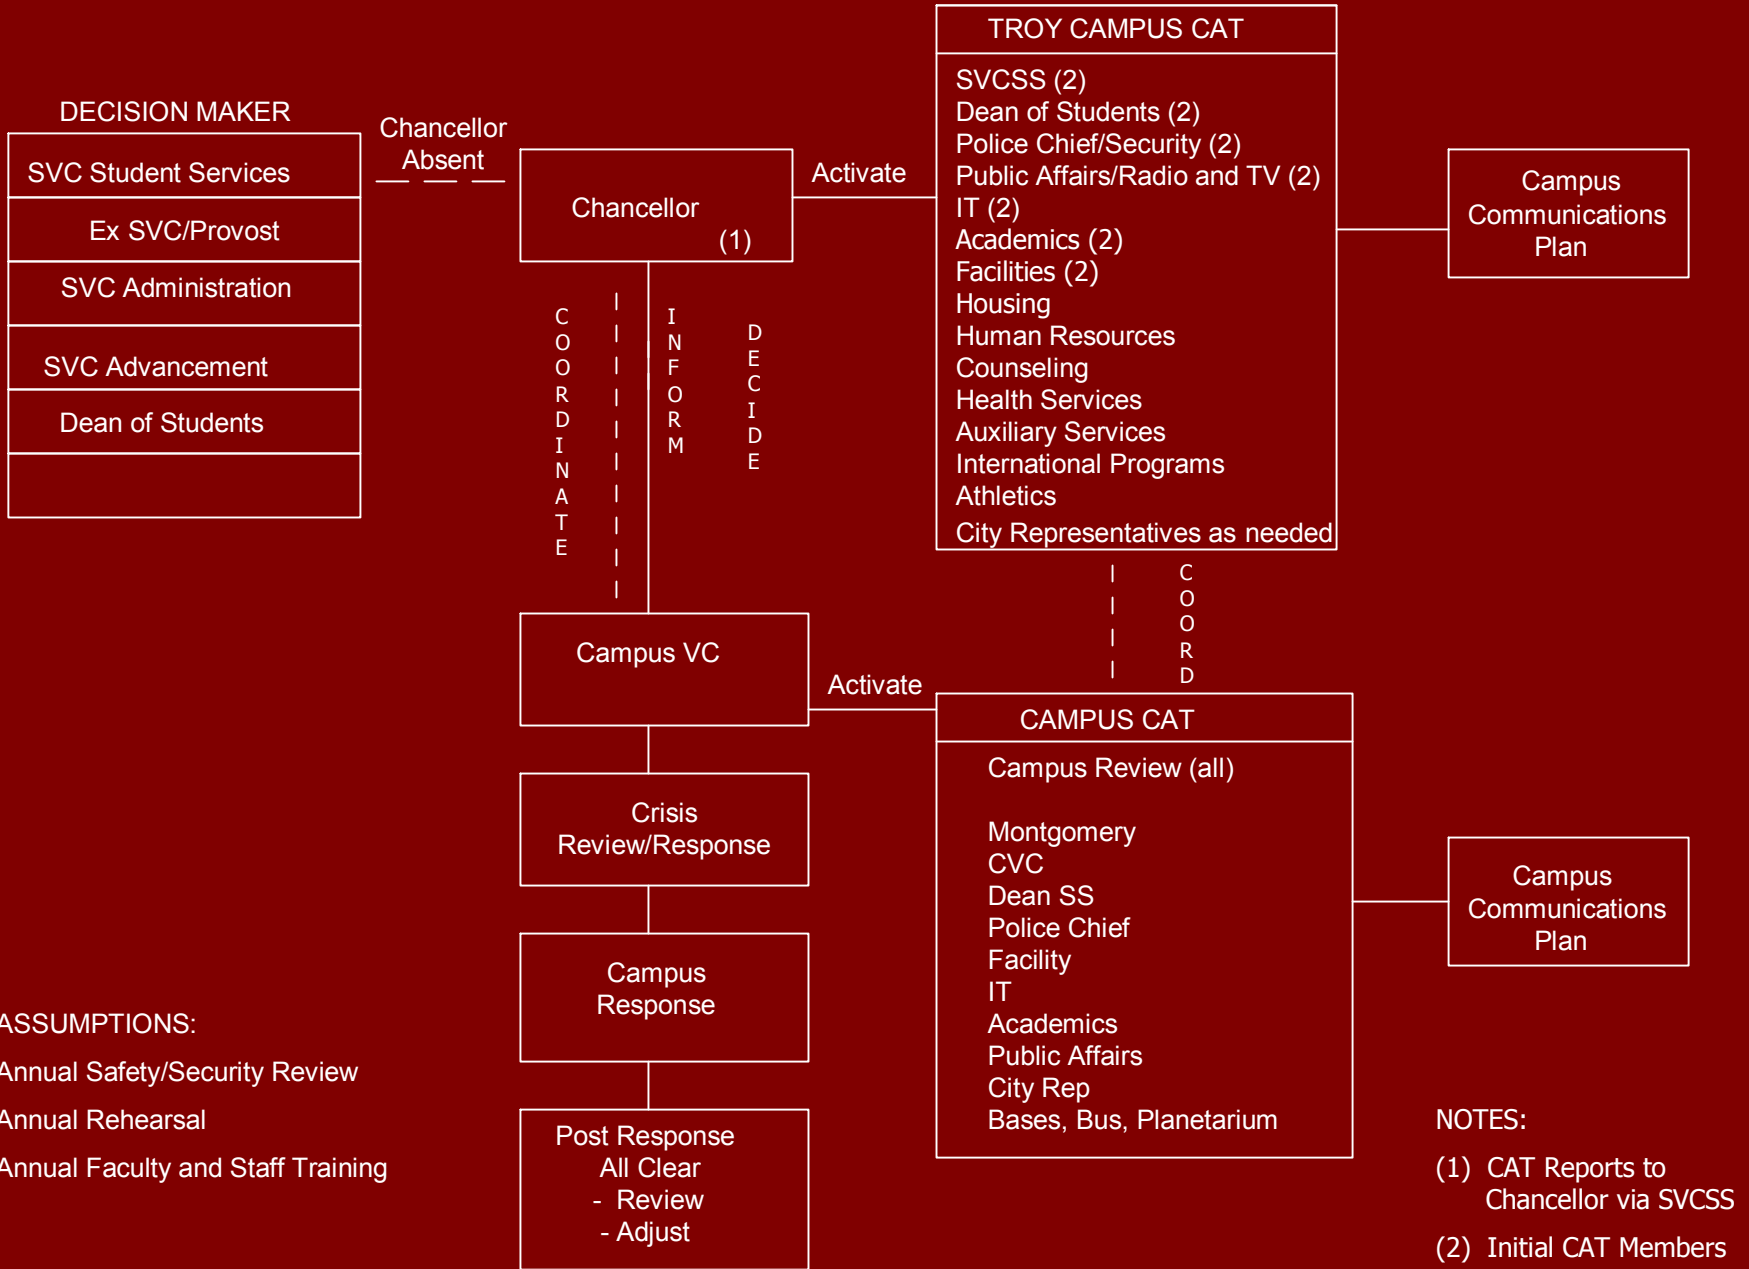 DECISION MAKER
SVC Student Services
Ex SVC/Provost
SVC Administration
SVC Advancement
Dean of Students
Chancellor
Absent
Chancellor
(1)
Activate
COORDINATE
INFORM
DECIDE
TROY CAMPUS CAT
SVCSS (2)
Dean of Students (2)
Police Chief/Security (2)
Public Affairs/Radio and TV (2)
IT (2)
Academics (2)
Facilities (2)
Housing
Human Resources
Counseling
Health Services
Auxiliary Services
International Programs
Athletics
City Representatives as needed
Campus
Communications
Plan
COORD
Campus VC
Activate
Crisis
Review/Response
Campus
Response
Post Response
All Clear
- Review
- Adjust
CAMPUS CAT
Campus Review (all)
Montgomery
CVC
Dean SS
Police Chief
Facility
IT
Academics
Public Affairs
City Rep
Bases, Bus, Planetarium
Campus
Communications
Plan
ASSUMPTIONS:
Annual Safety/Security Review
Annual Rehearsal
Annual Faculty and Staff Training
NOTES:
(1) CAT Reports to
Chancellor via SVCSS
(2) Initial CAT Members